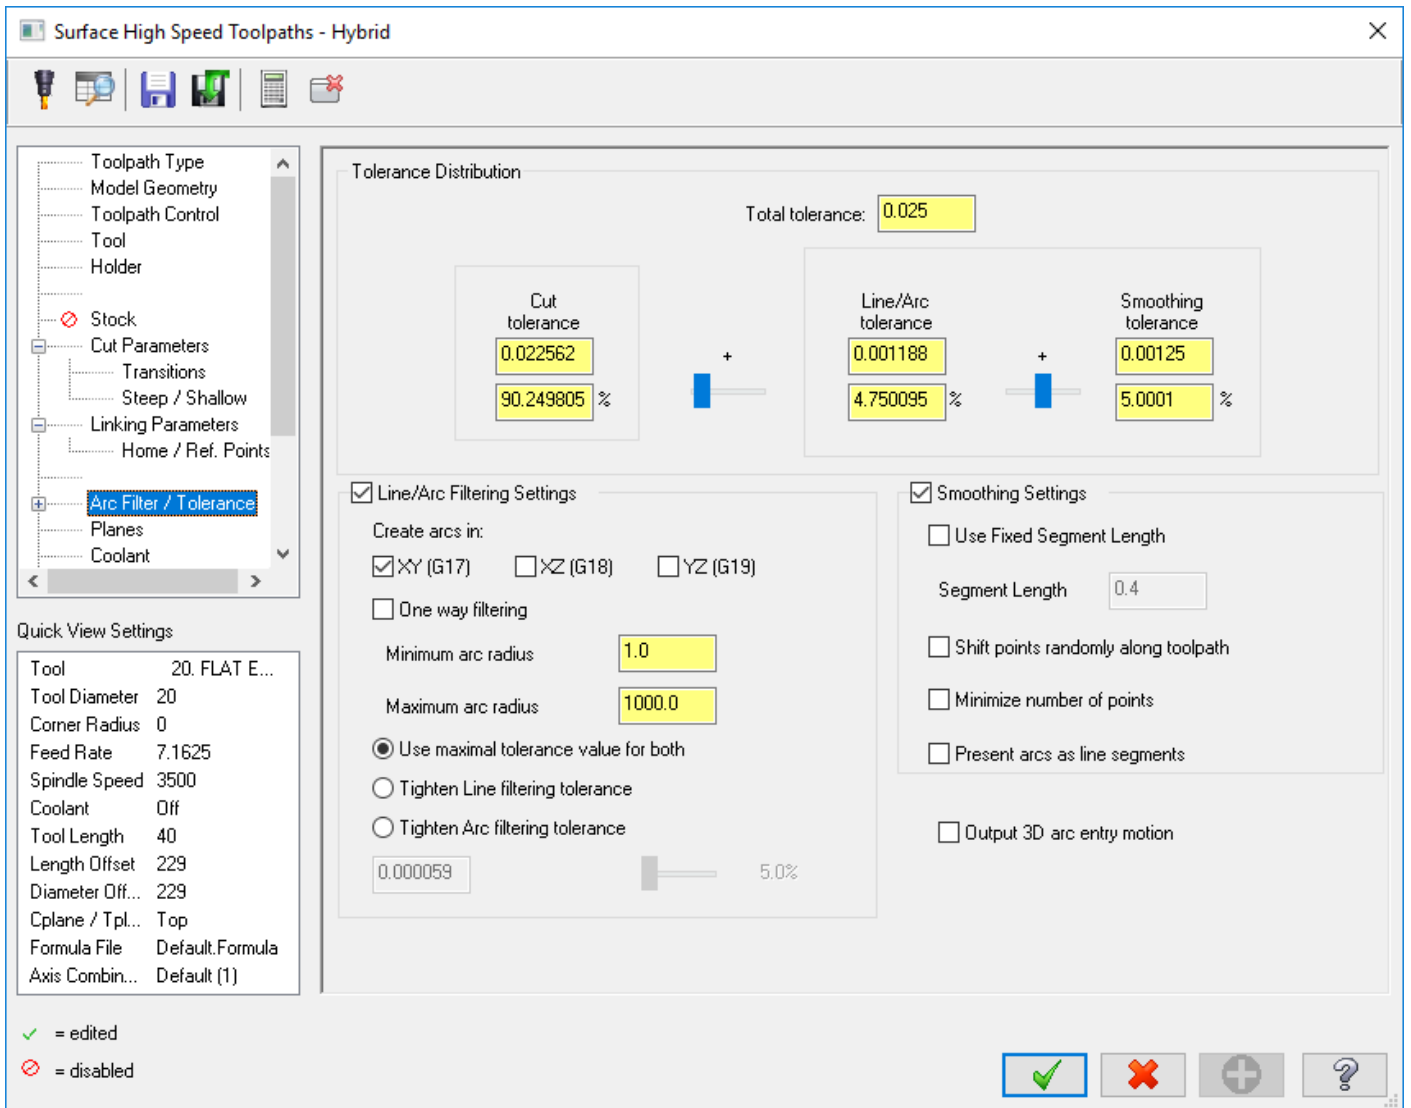 Surface High Speed Toolpaths - Hybrid
Toolpath Type
Model Geometry
Toolpath Control
Tool
Holder
Stock
Cut Parameters
Transitions
Steep / Shallow
Linking Parameters
Home / Ref. Points
Arc Filter / Tolerance
Planes
Coolant
Quick View Settings
Tool 20. FLAT E...
Tool Diameter 20
Corner Radius 0
Feed Rate 7.1625
Spindle Speed 3500
Coolant Off
Tool Length 40
Length Offset 229
Diameter Off... 229
Cplane / Tpl... Top
Formula File Default.Formula
Axis Combin... Default (1)
= edited
= disabled
Tolerance Distribution
Total tolerance: 0.025
Cut
tolerance
0.022562
90.249805 %
+
Line/Arc
tolerance
0.001188
4.750095 %
+
Smoothing
tolerance
0.00125
5.0001 %
Line/Arc Filtering Settings
Create arcs in:
XY (G17) XZ (G18) YZ (G19)
One way filtering
Minimum arc radius 1.0
Maximum arc radius 1000.0
Use maximal tolerance value for both
Tighten Line filtering tolerance
Tighten Arc filtering tolerance
0.000059 5.0%
Smoothing Settings
Use Fixed Segment Length
Segment Length 0.4
Shift points randomly along toolpath
Minimize number of points
Present arcs as line segments
Output 3D arc entry motion